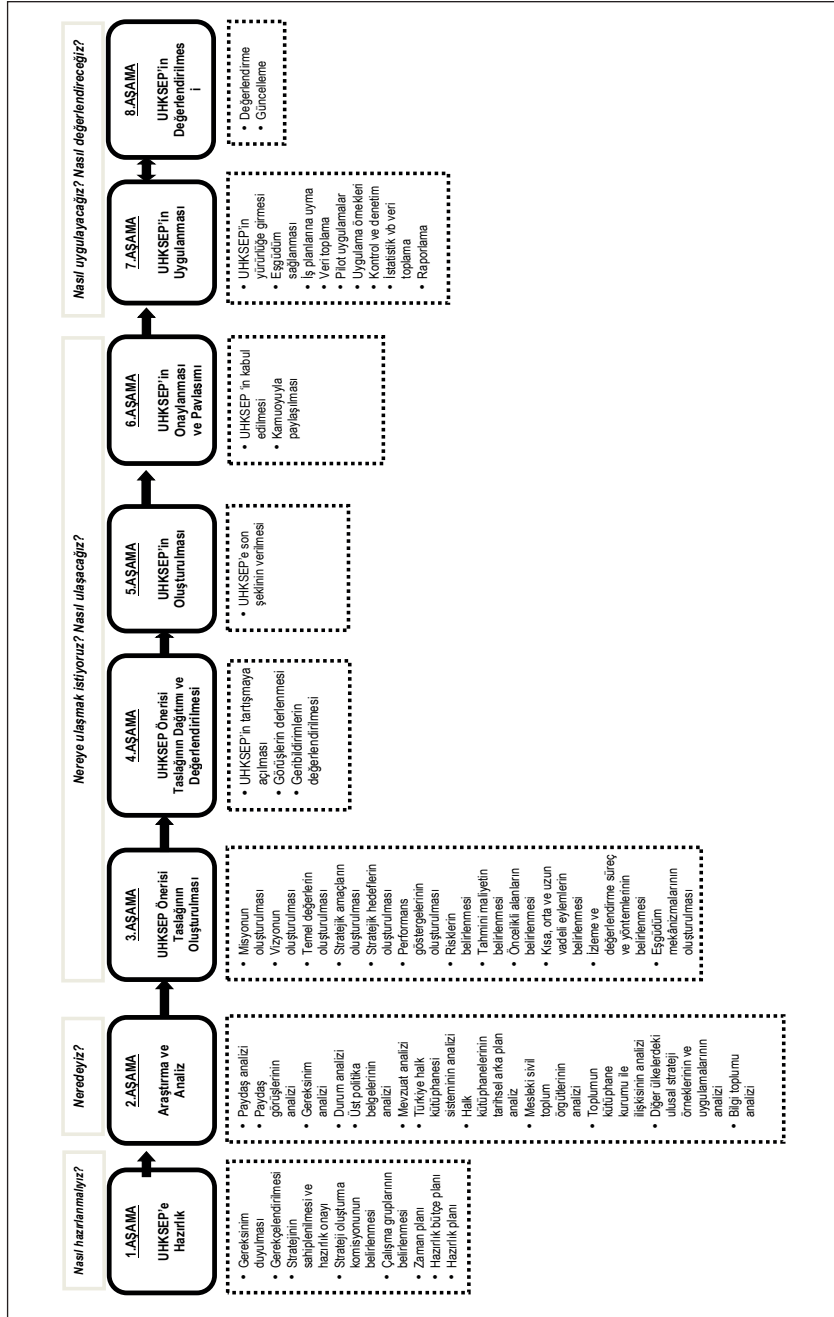 Nasıl hazırlanmalıyız?
1.AŞAMA
UHKSEP'e
Hazırlık
• Gereksinim
duyulması
• Gerekçelendirilmesi
• Stratejinin
sahiplenilmesi ve
hazırlık onayı
• Strateji oluşturma
komisyonunun
belirlenmesi
• Çalışma gruplarının
belirlenmesi
• Zaman planı
• Hazırlık bütçe planı
• Hazırlık planı
Neredeyiz?
2.AŞAMA
Araştırma ve
Analiz
• Paydaş analizi
• Paydaş
görüşlerinin
analizi
• Gereksinim
analizi
• Durum analizi
• Üst politika
belgelerinin
analizi
• Mevzuat analizi
• Türkiye halk
kütüphanesi
sisteminin analizi
• Halk
kütüphanelerinin
tarihsel arka plan
analiz
• Mesleki sivil
toplum
örgütlerinin
analizi
• Toplumun
kütüphane
kurumu ile
ilişkisinin analizi
• Diğer ülkelerdeki
ulusal strateji
örneklerinin ve
uygulamalarının
analizi
• Bilgi toplumu
analizi
Nereye ulaşmak istiyoruz? Nasıl ulaşacağız?
3.AŞAMA
UHKSEP Önerisi
Taslağının
Oluşturulması
• Misyonun
oluşturulması
• Vizyonun
oluşturulması
• Temel değerlerin
oluşturulması
• Stratejik amaçların
oluşturulması
• Stratejik hedeflerin
oluşturulması
• Performans
göstergelerinin
oluşturulması
• Risklerin
belirlenmesi
• Tahmini maliyetin
belirlenmesi
• Öncelikli alanların
belirlenmesi
• Kısa, orta ve uzun
vadeli eylemlerin
belirlenmesi
• İzleme ve
değerlendirme süreç
ve yöntemlerinin
belirlenmesi
• Eşgüdüm
mekânizmalarının
oluşturulması
4.AŞAMA
UHKSEP Önerisi
Taslağının Dağıtımı ve
Değerlendirilmesi
• UHKSEP'in tartışmaya
açılması
• Görüşlerin derlenmesi
• Geribildirimlerin
değerlendirilmesi
5.AŞAMA
UHKSEP'in
Oluşturulması
• UHKSEP'e son
şeklinin verilmesi
6.AŞAMA
UHKSEP'in
Onaylanması
ve Pavlasımı
• UHKSEP 'in kabul
edilmesi
• Kamuoyuyla
paylaşılması
Nasıl uygulayacağız? Nasıl değerlendireceğiz?
7.AŞAMA
UHKSEP'in
Uygulanması
• UHKSEP'in
yürürlüğe girmesi
• Eşgüdüm
sağlanması
• İş planlarına uyma
• Veri toplama
• Pilot uygulamalar
• Uygulama örnekleri
• Kontrol ve denetim
• İstatistik vb veri
toplama
• Raporlama
8.AŞAMA
UHKSEP'in
Değerlendirilmes
i
• Değerlendirme
• Güncelleme